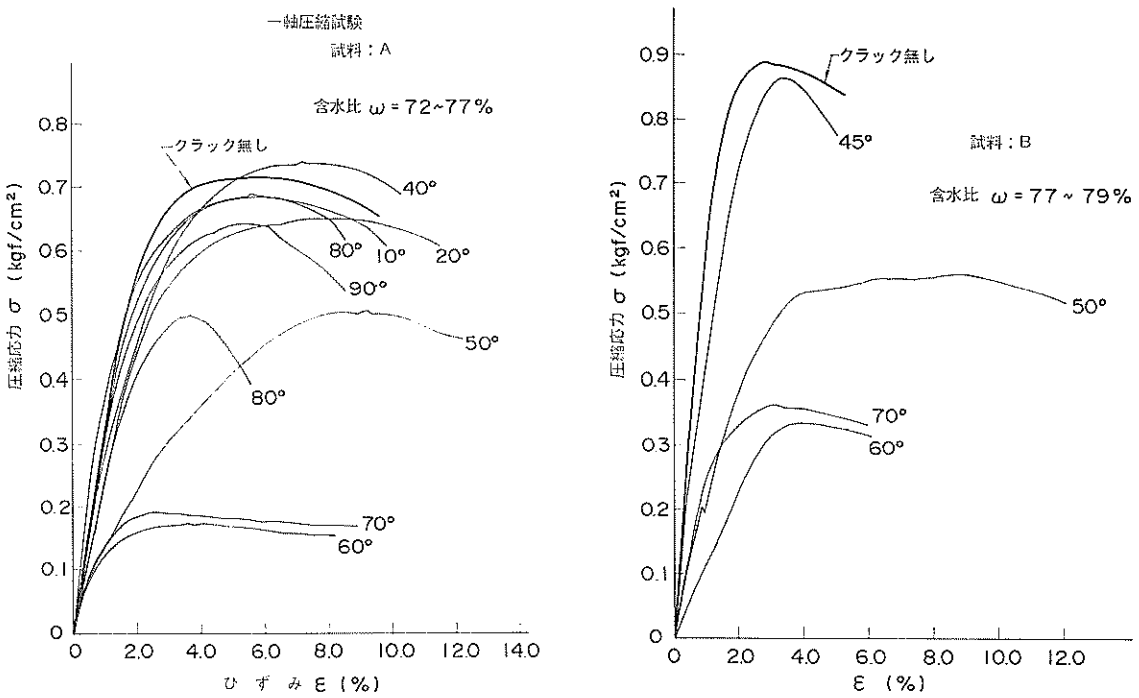 一軸圧縮試験
試料：A
含水比 ω = 72~77%
クラック無し
40°
80°
10°
20°
90°
50°
80°
70°
60°
圧縮応力 σ (kgf/cm²)
0.8
0.7
0.6
0.5
0.4
0.3
0.2
0.1
0
0 2.0 4.0 6.0 8.0 10.0 12.0 14.0
ひずみ ε (%)
クラック無し
45°
試料：B
含水比 ω = 77 ~ 79%
50°
70°
60°
圧縮応力 σ (kgf/cm²)
0.9
0.8
0.7
0.6
0.5
0.4
0.3
0.2
0.1
0
0 2.0 4.0 6.0 8.0 10.0 12.0
ε (%)